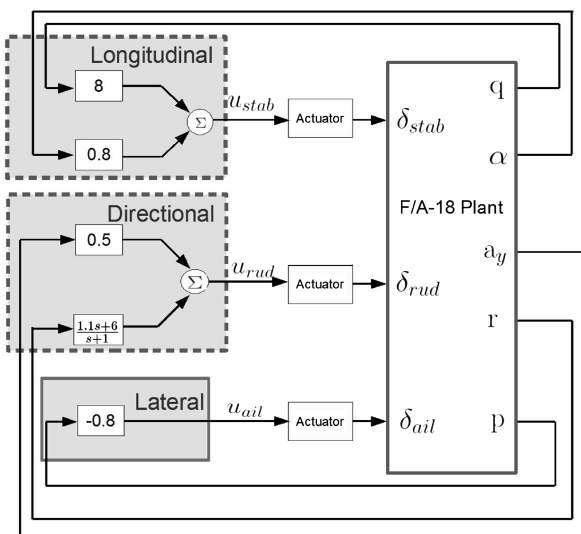 Longitudinal
8
Σ
u_stab
Actuator
δ_stab
0.8
q
α
F/A-18 Plant
Directional
0.5
Σ
u_rud
Actuator
δ_rud
a_y
r
1.1s+6
s+1
Lateral
-0.8
u_ail
Actuator
δ_ail
p